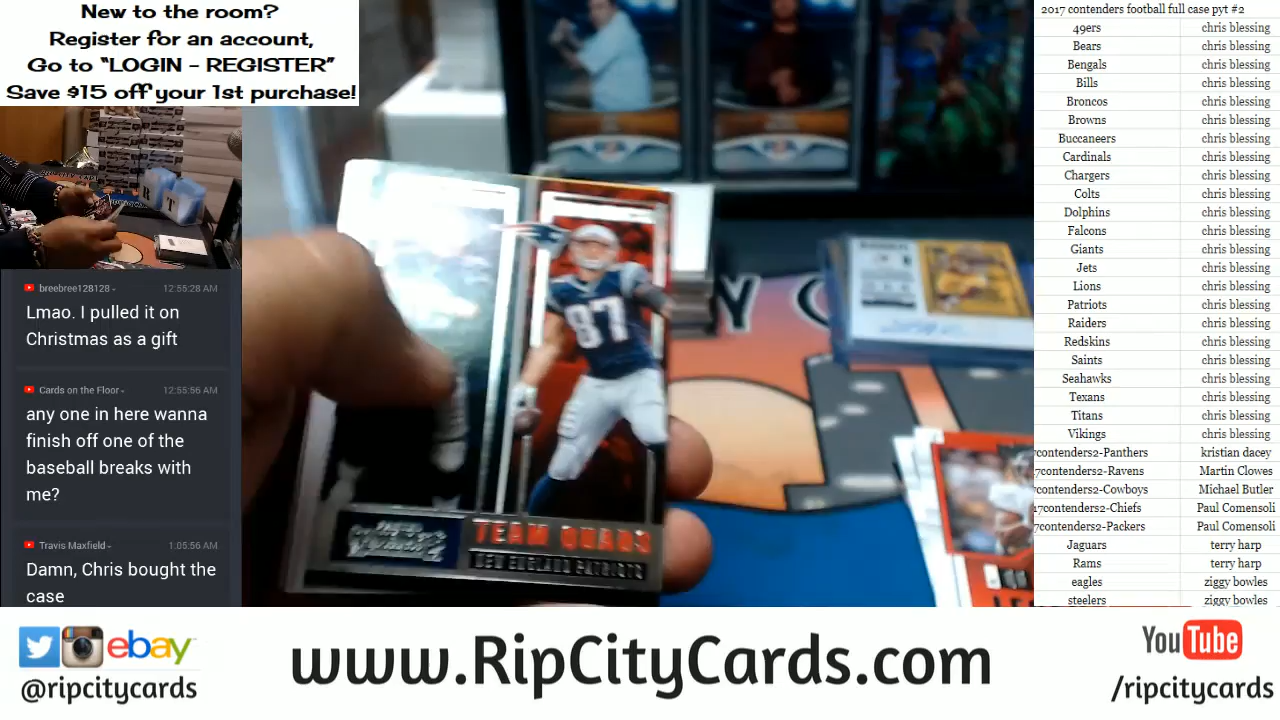 New to the room?
Register for an account,
Go to “LOGIN - REGISTER”
Save $15 off your 1st purchase!
breebree128128 -
12:55:28 AM
Lmao. I pulled it on
Christmas as a gift
Cards on the Floor -
12:55:56 AM
any one in here wanna
finish off one of the
baseball breaks with
me?
Travis Maxfield -
1:05:56 AM
Damn, Chris bought the
case
87
TEAM QUADS
NEW ENGLAND PATRIOTS
2017 contenders football full case pyt #2
49ers chris blessing
Bears chris blessing
Bengals chris blessing
Bills chris blessing
Broncos chris blessing
Browns chris blessing
Buccaneers chris blessing
Cardinals chris blessing
Chargers chris blessing
Colts chris blessing
Dolphins chris blessing
Falcons chris blessing
Giants chris blessing
Jets chris blessing
Lions chris blessing
Patriots chris blessing
Raiders chris blessing
Redskins chris blessing
Saints chris blessing
Seahawks chris blessing
Texans chris blessing
Titans chris blessing
Vikings chris blessing
7contenders2-Panthers kristian dacey
7contenders2-Ravens Martin Clowes
7contenders2-Cowboys Michael Butler
17contenders2-Chiefs Paul Comensoli
7contenders2-Packers Paul Comensoli
Jaguars terry harp
Rams terry harp
eagles ziggy bowles
steelers ziggy bowles
ebay
@ripcitycards
www.RipCityCards.com
YouTube
/ripcitycards